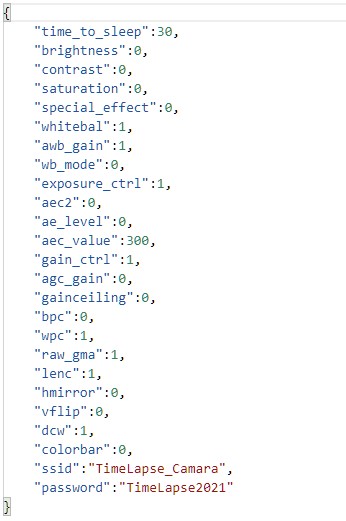 {
"time_to_sleep":30,
"brightness":0,
"contrast":0,
"saturation":0,
"special_effect":0,
"whitebal":1,
"awb_gain":1,
"wb_mode":0,
"exposure_ctrl":1,
"aec2":0,
"ae_level":0,
"aec_value":300,
"gain_ctrl":1,
"agc_gain":0,
"gainceiling":0,
"bpc":0,
"wpc":1,
"raw_gma":1,
"lenc":1,
"hmirror":0,
"vflip":0,
"dcw":1,
"colorbar":0,
"ssid":"TimeLapse_Camara",
"password":"TimeLapse2021"
}